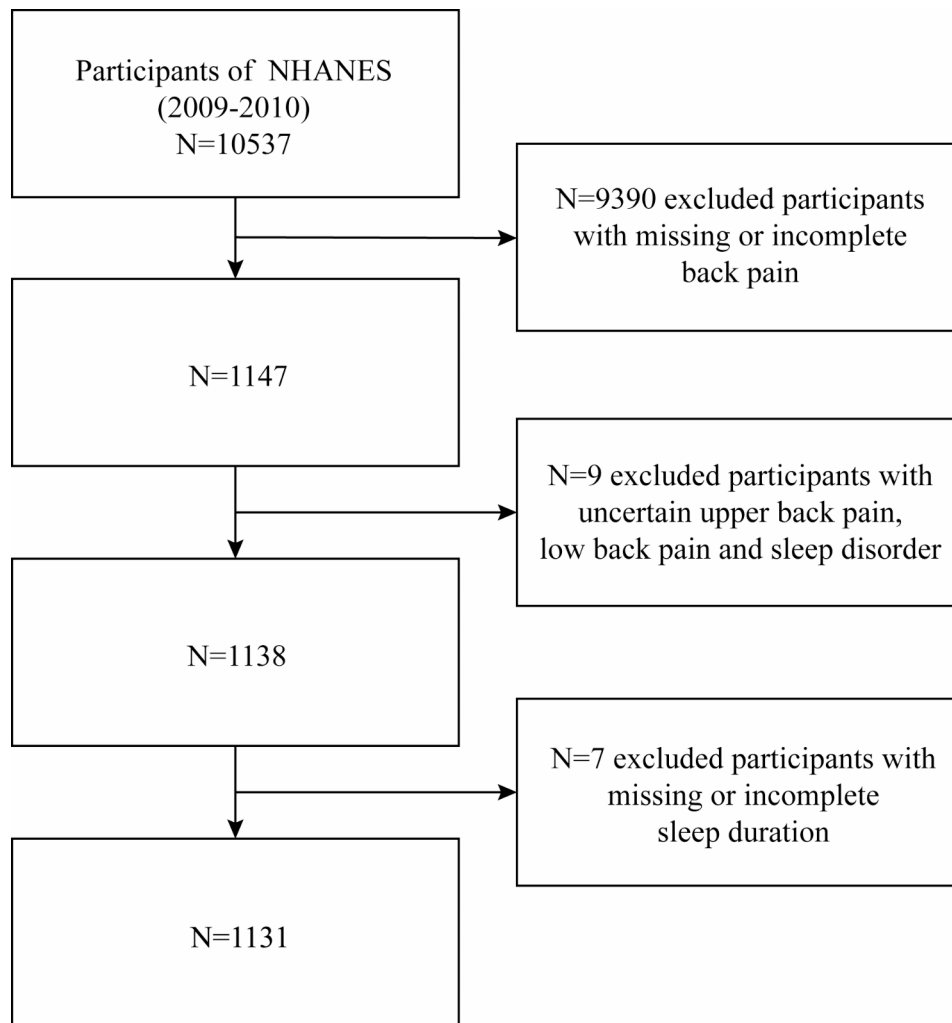 Participants of NHANES
(2009-2010)
N=10537
N=9390 excluded participants
with missing or incomplete
back pain
N=1147
N=9 excluded participants with
uncertain upper back pain,
low back pain and sleep disorder
N=1138
N=7 excluded participants with
missing or incomplete
sleep duration
N=1131